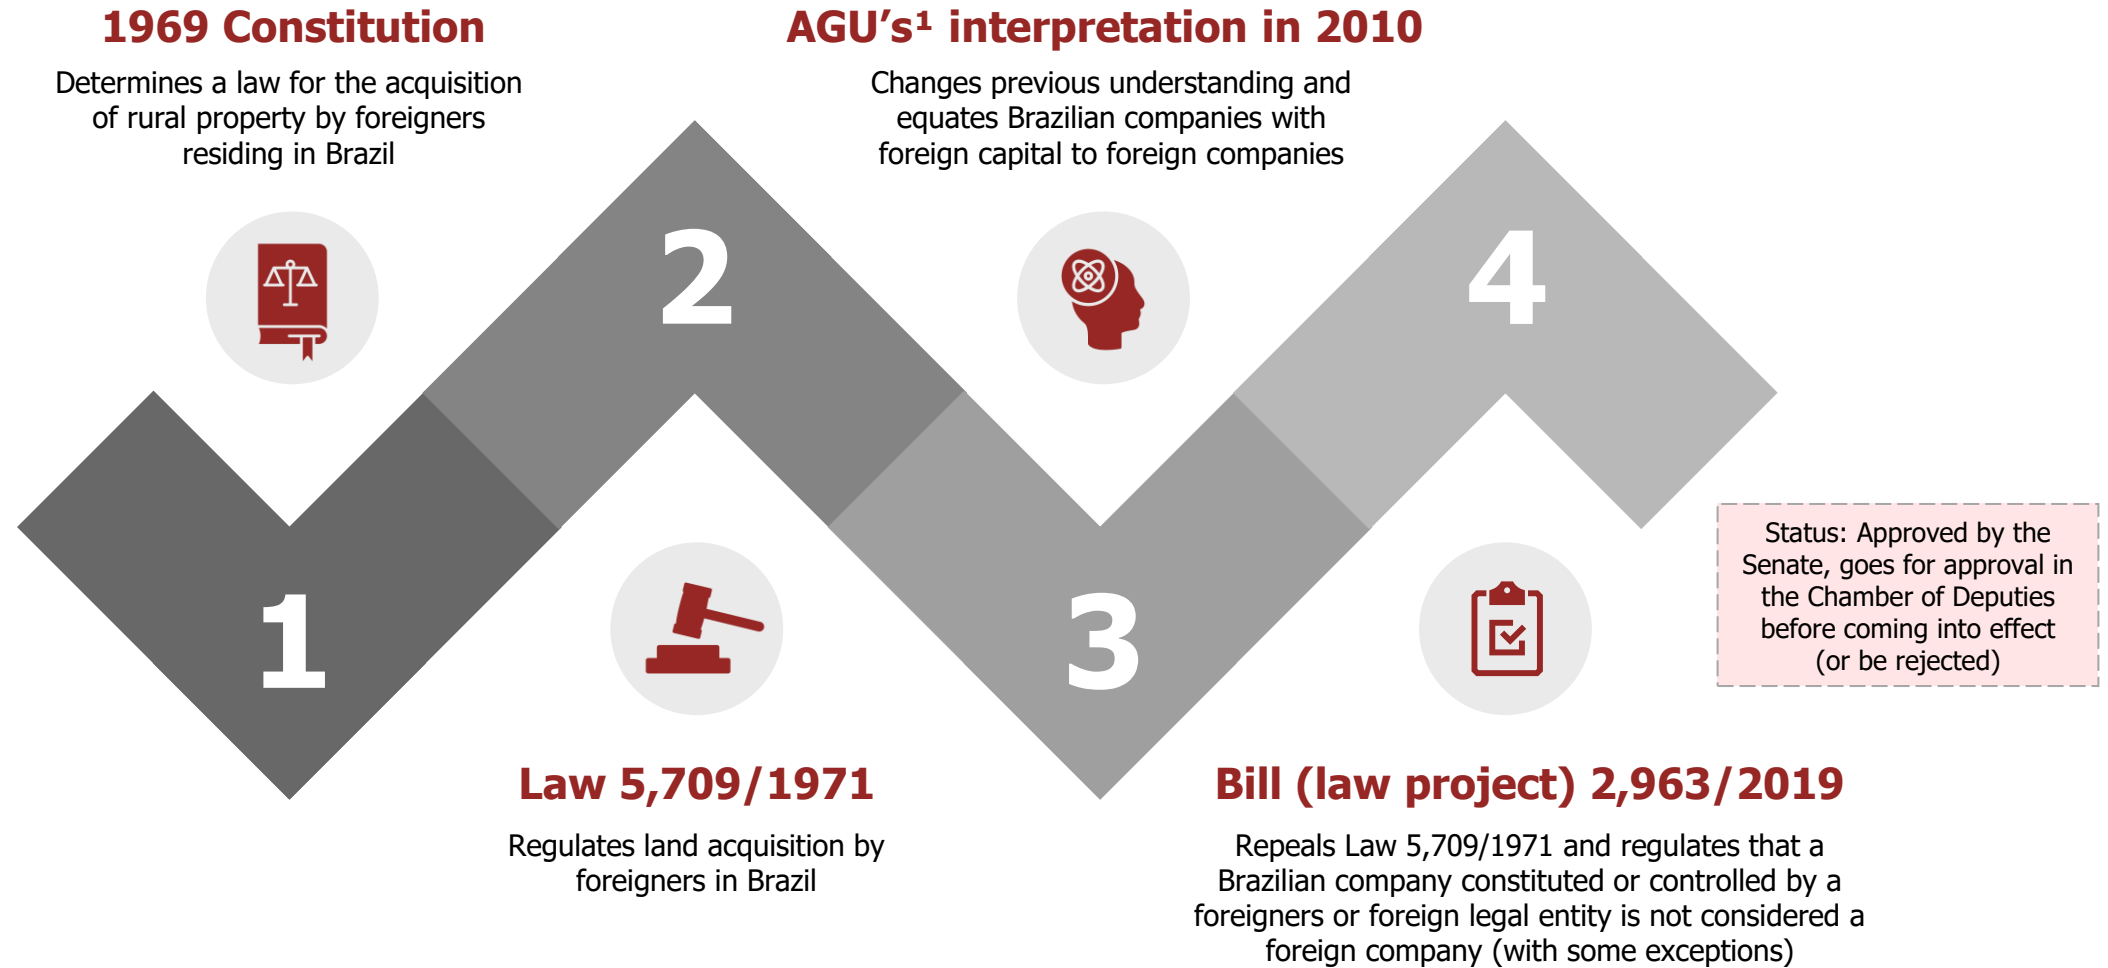 1969 Constitution
Determines a law for the acquisition
of rural property by foreigners
residing in Brazil
1
2
Law 5,709/1971
Regulates land acquisition by
foreigners in Brazil
AGU’s¹ interpretation in 2010
Changes previous understanding and
equates Brazilian companies with
foreign capital to foreign companies
3
4
Bill (law project) 2,963/2019
Repeals Law 5,709/1971 and regulates that a
Brazilian company constituted or controlled by a
foreigners or foreign legal entity is not considered a
foreign company (with some exceptions)
Status: Approved by the
Senate, goes for approval in
the Chamber of Deputies
before coming into effect
(or be rejected)